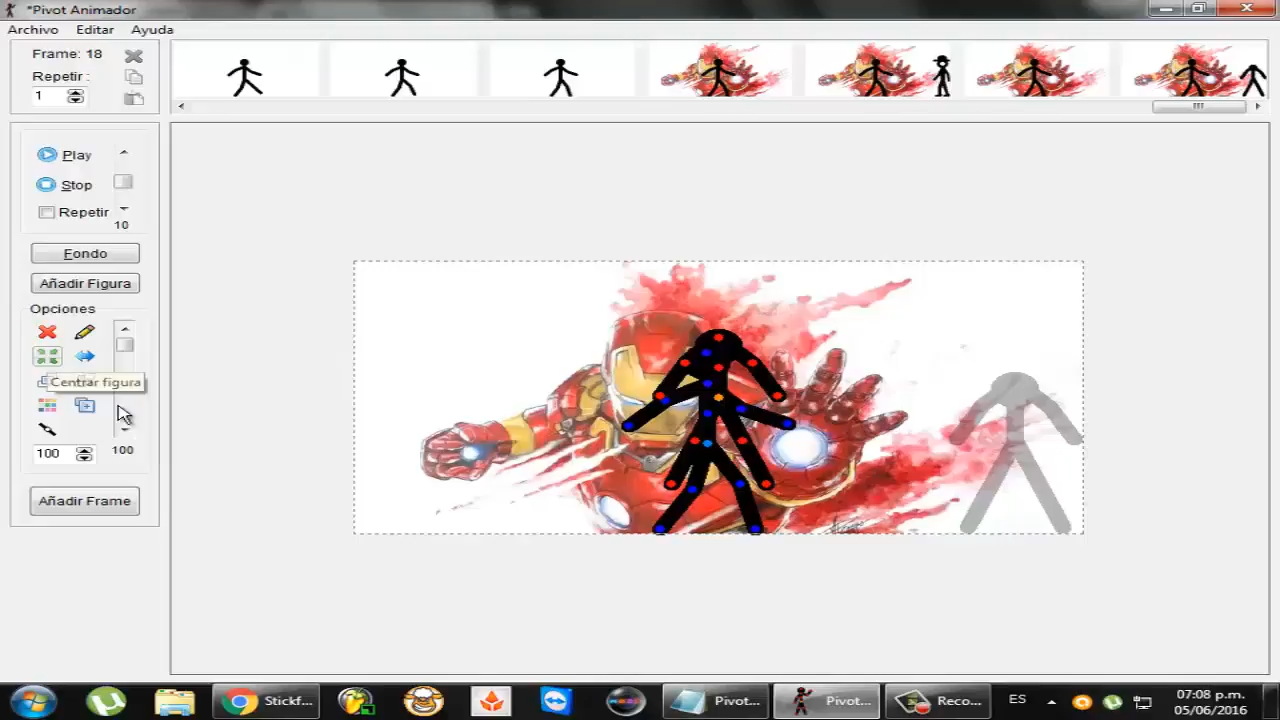 *Pivot Animador
Archivo Editar Ayuda
Frame: 18
Repetir :
1
Play
Stop
Repetir
10
Fondo
Añadir Figura
Opciones
Centrar figura
100
100
Añadir Frame
Stickf...
Pivot...
Pivot...
Reco...
ES
07:08 p.m.
05/06/2016